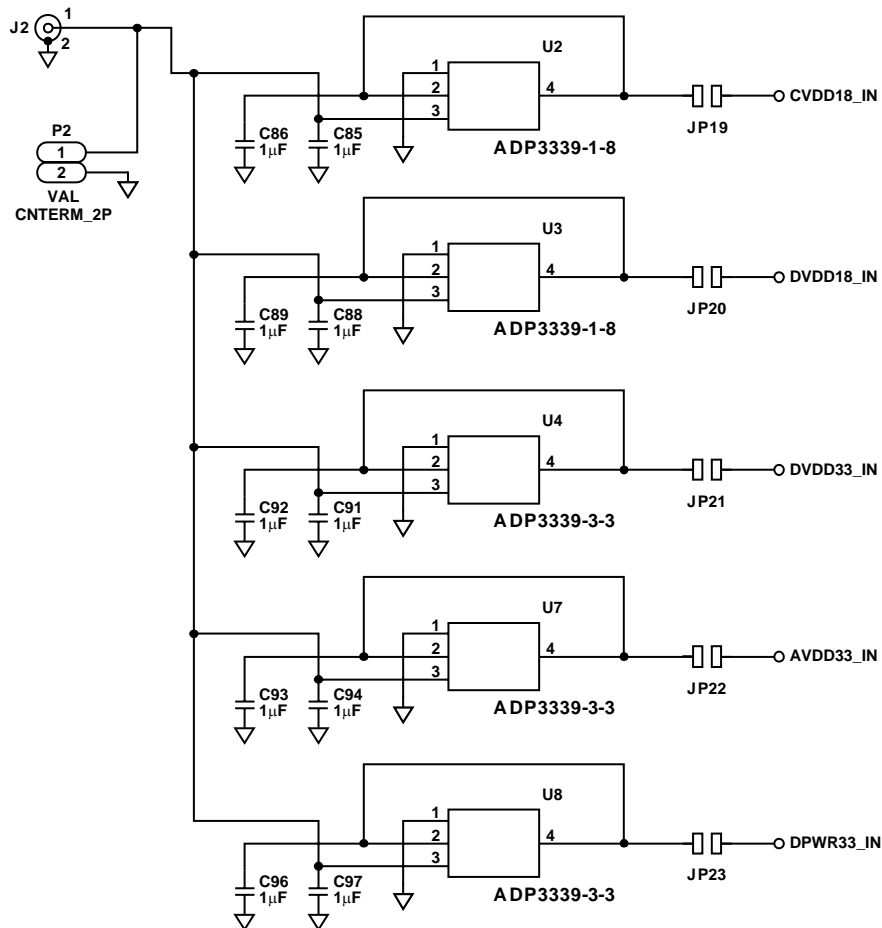 J2
1
2
P2
1
2
VAL
CNTERM_2P
U2
1
2
3
4
C86
1μF
C85
1μF
ADP3339-1-8
JP19
CVDD18_IN
U3
1
2
3
4
C89
1μF
C88
1μF
ADP3339-1-8
JP20
DVDD18_IN
U4
1
2
3
4
C92
1μF
C91
1μF
ADP3339-3-3
JP21
DVDD33_IN
U7
1
2
3
4
C93
1μF
C94
1μF
ADP3339-3-3
JP22
AVDD33_IN
U8
1
2
3
4
C96
1μF
C97
1μF
ADP3339-3-3
JP23
DPWR33_IN